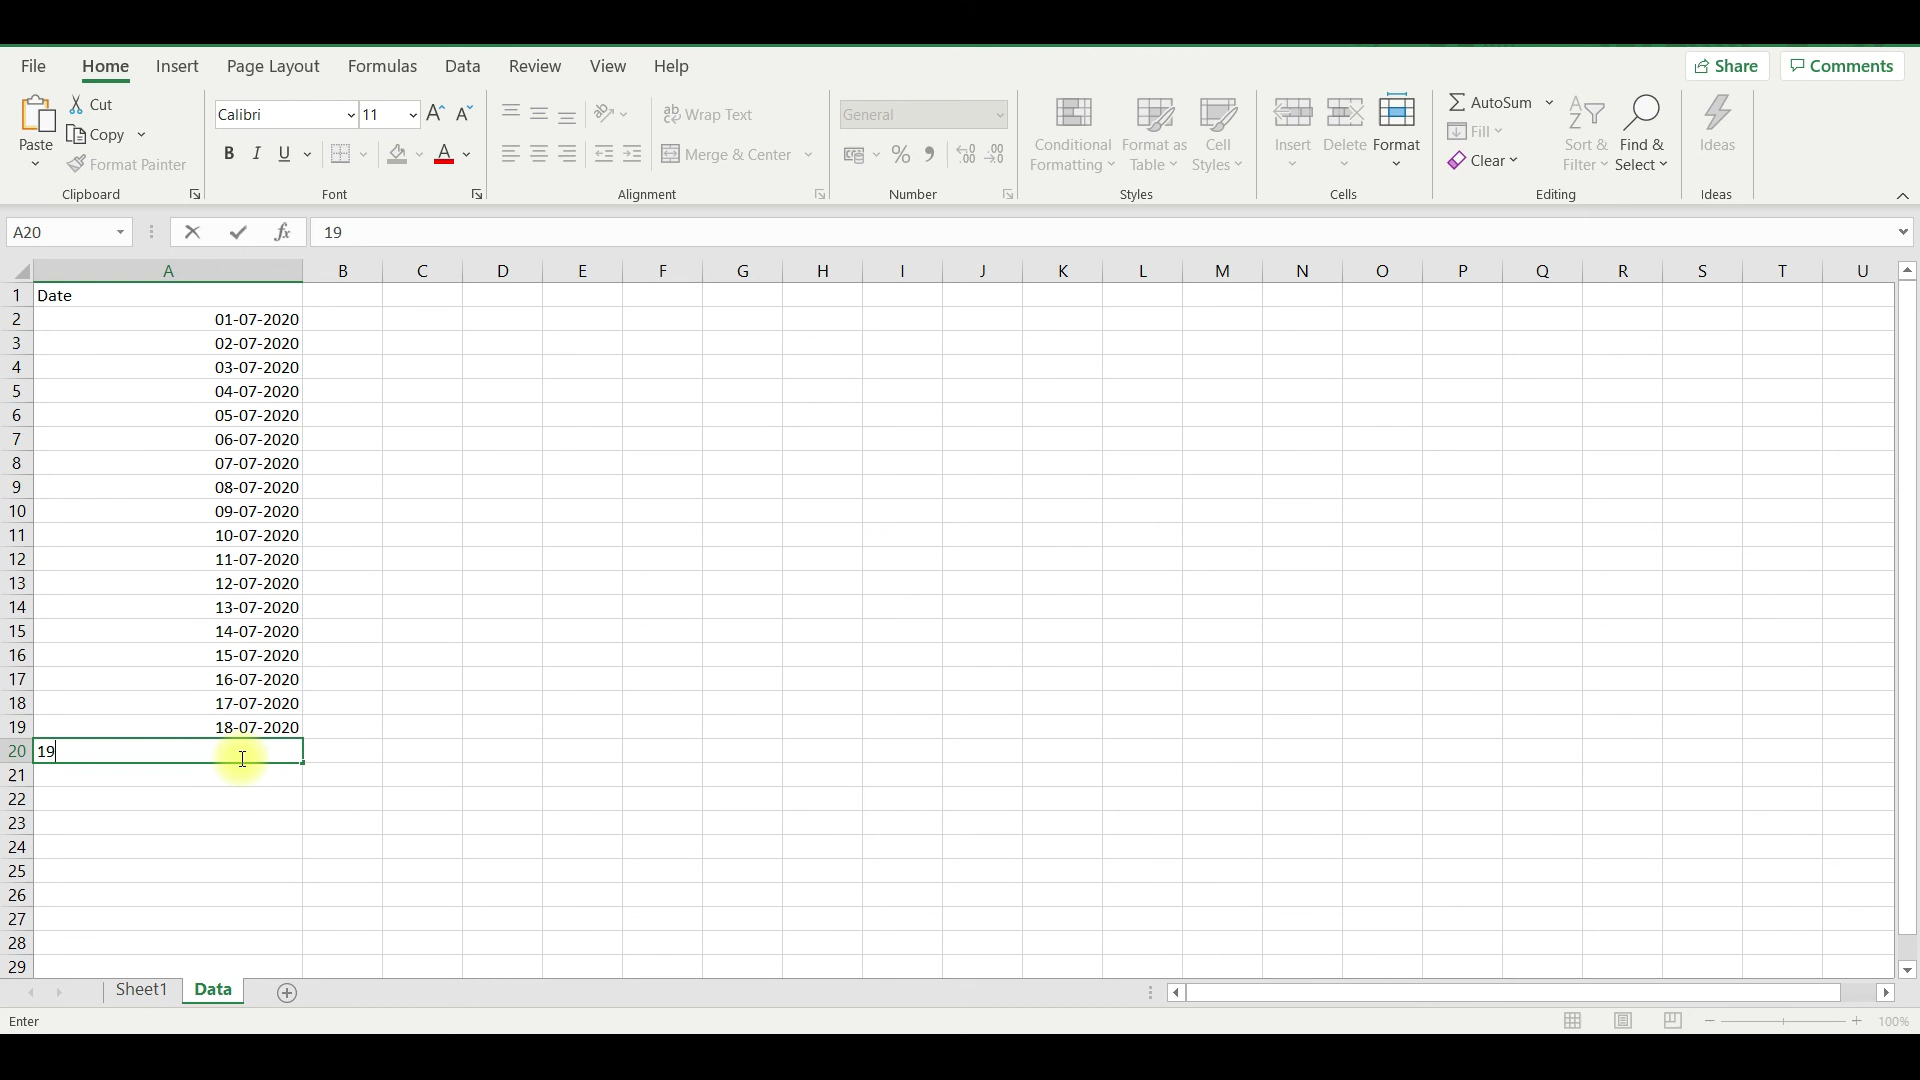 File Home Insert Page Layout Formulas Data Review View Help Share Comments
Paste Cut Calibri 11 Wrap Text General Conditional Format as Cell Insert Delete Format AutoSum Sort & Find & Ideas
Copy Fill
Format Painter B I U Merge & Center % Formatting Table Styles Clear Filter Select
Clipboard Font Alignment Number Styles Cells Editing Ideas
A20 fx 19
A B C D E F G H I J K L M N O P Q R S T U
1 Date
2 01-07-2020
3 02-07-2020
4 03-07-2020
5 04-07-2020
6 05-07-2020
7 06-07-2020
8 07-07-2020
9 08-07-2020
10 09-07-2020
11 10-07-2020
12 11-07-2020
13 12-07-2020
14 13-07-2020
15 14-07-2020
16 15-07-2020
17 16-07-2020
18 17-07-2020
19 18-07-2020
20 19
21
22
23
24
25
26
27
28
29
Sheet1 Data
Enter 100%